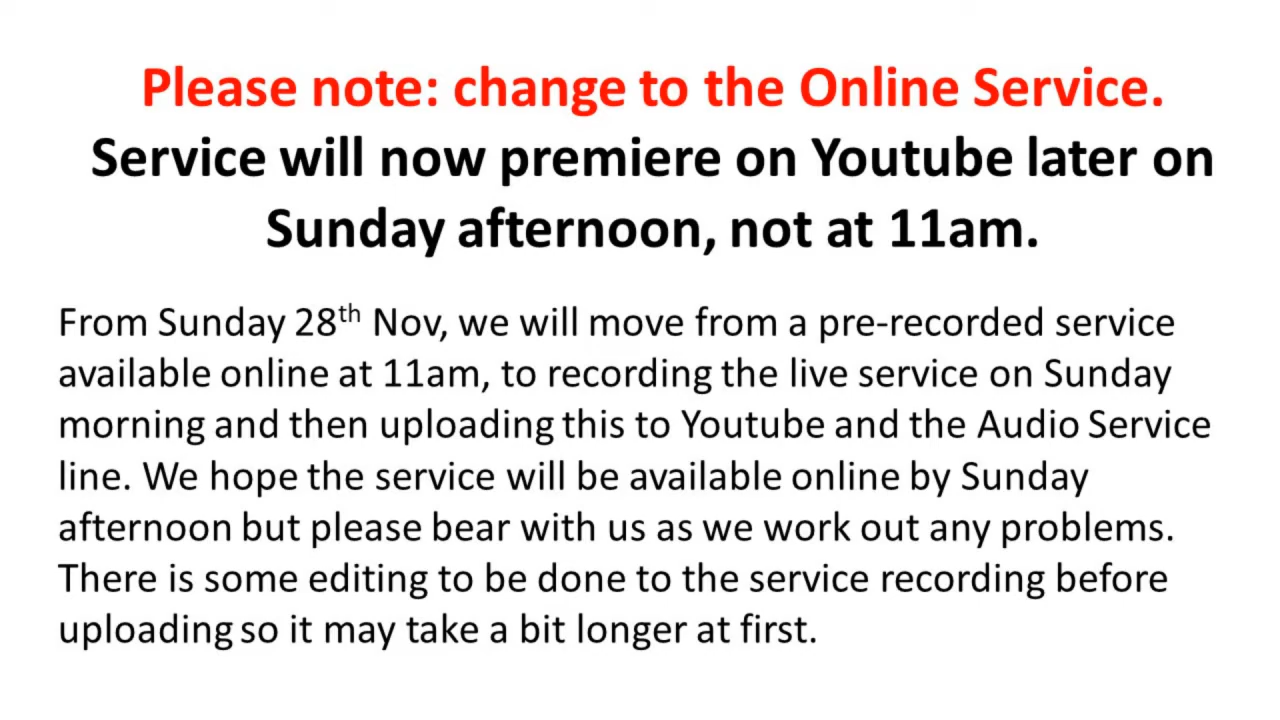 Please note: change to the Online Service.
Service will now premiere on Youtube later on
Sunday afternoon, not at 11am.
From Sunday 28th Nov, we will move from a pre-recorded service
available online at 11am, to recording the live service on Sunday
morning and then uploading this to Youtube and the Audio Service
line. We hope the service will be available online by Sunday
afternoon but please bear with us as we work out any problems.
There is some editing to be done to the service recording before
uploading so it may take a bit longer at first.